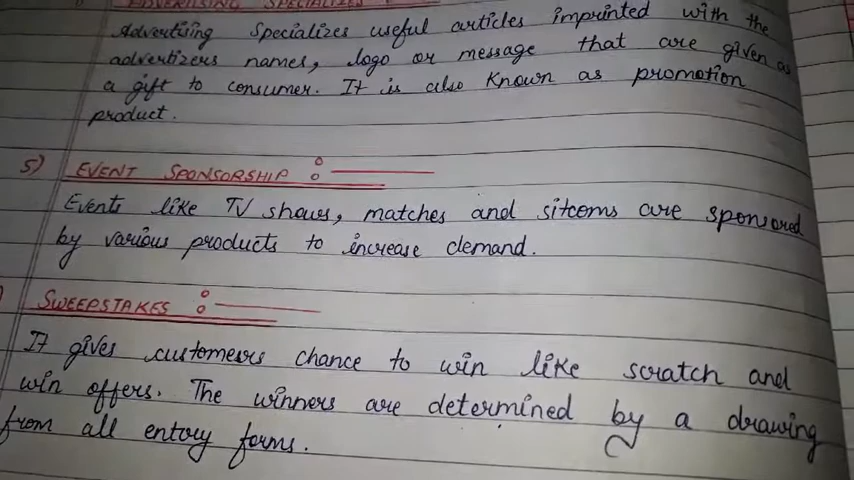 ADVERTISING SPECIALIZES
Advertising Specializes useful articles imprinted with the
advertizers names, logo or message that are given as
a gift to consumer. It is also known as promotion
product.
5) EVENT SPONSORSHIP :
Events like TV shows, matches and sitcoms are sponsored
by various products to increase demand.
SWEEPSTAKES :
It gives customers chance to win like scratch and
win offers. The winners are determined by a drawing
from all entory forms.